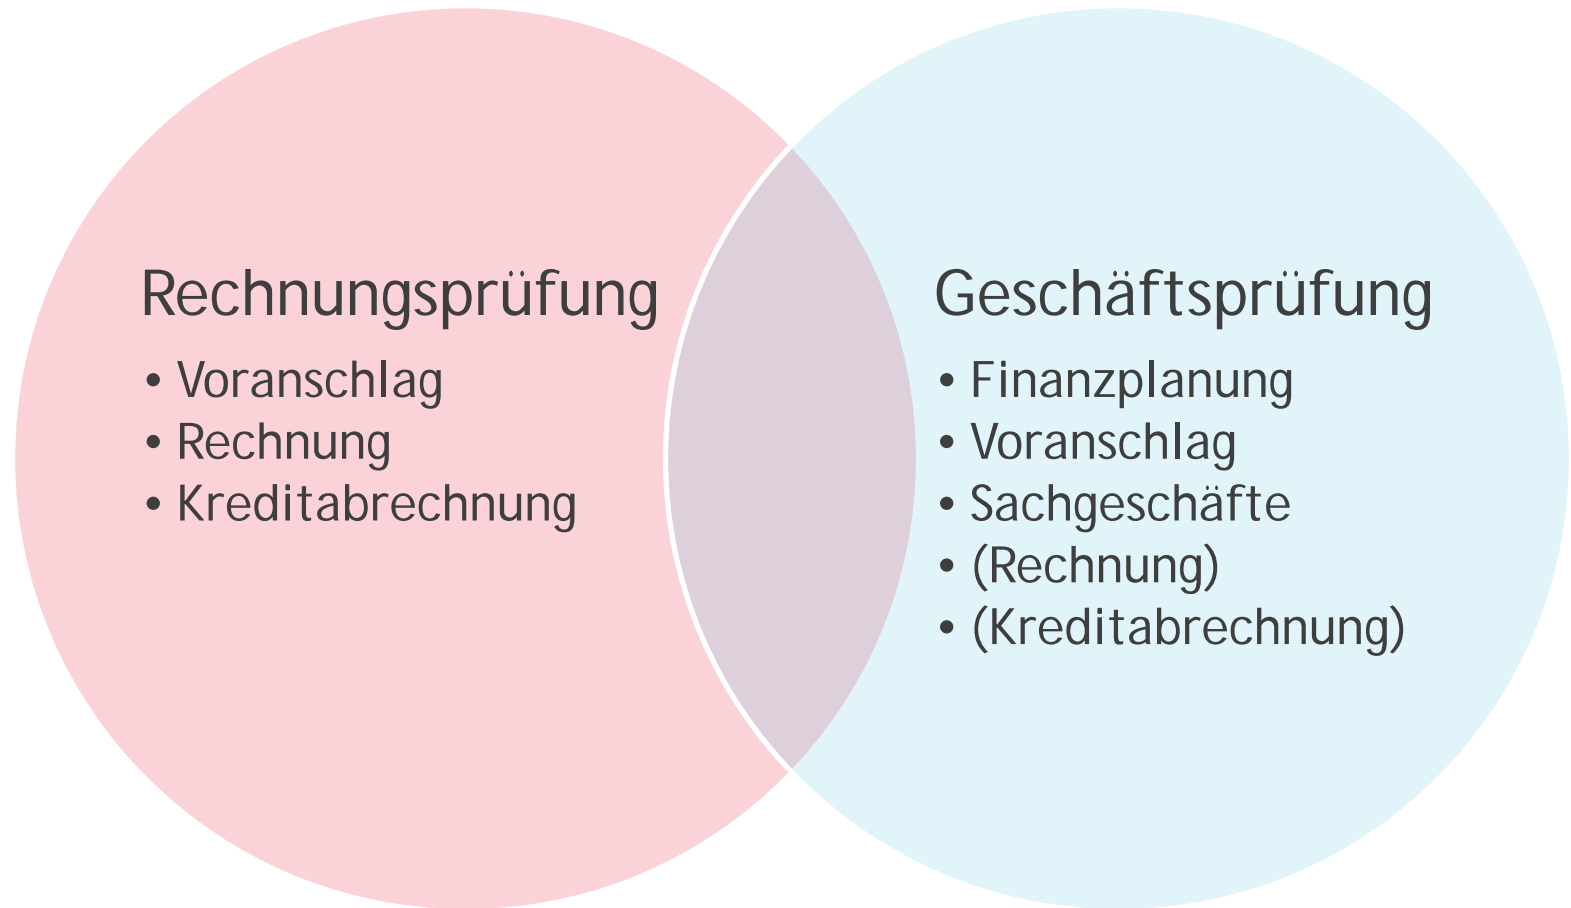 Rechnungsprüfung
• Voranschlag
• Rechnung
• Kreditabrechnung
Geschäftsprüfung
• Finanzplanung
• Voranschlag
• Sachgeschäfte
• (Rechnung)
• (Kreditabrechnung)